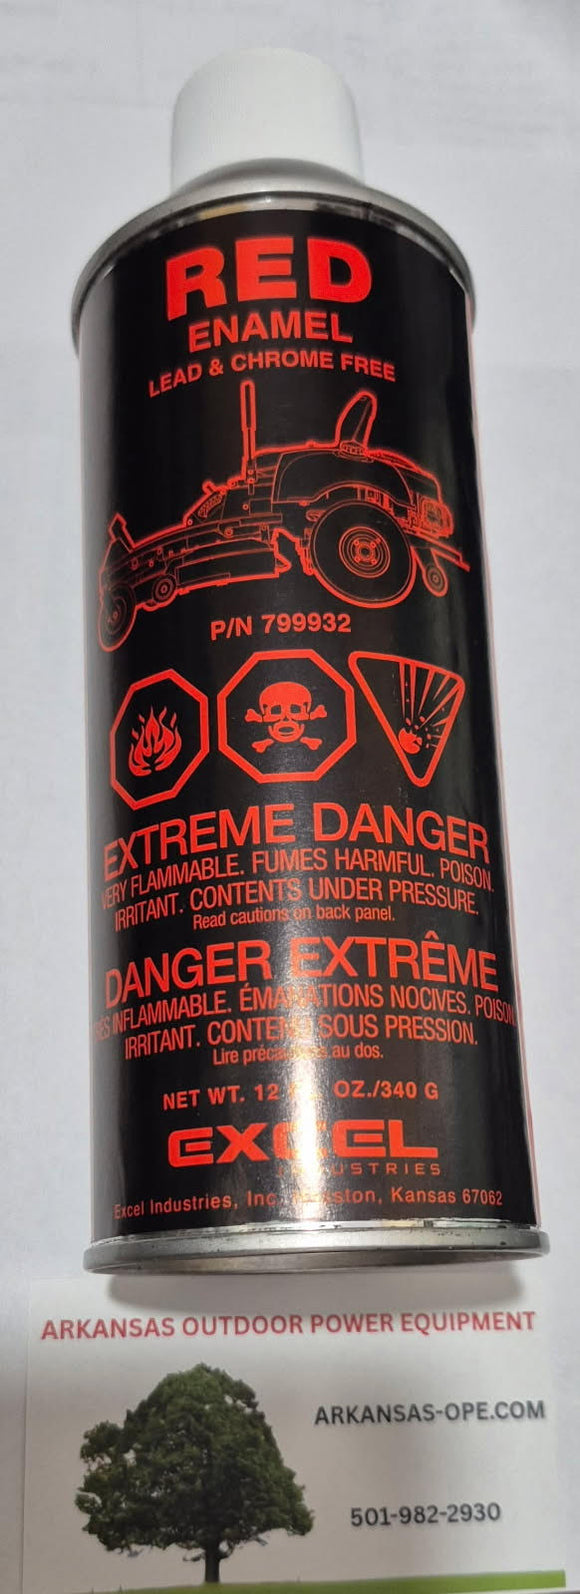 RED
ENAMEL
LEAD & CHROME FREE
P/N 799932
EXTREME DANGER
VERY FLAMMABLE. FUMES HARMFUL. POISON.
IRRITANT. CONTENTS UNDER PRESSURE.
Read cautions on back panel.
DANGER EXTRÊME
INFLAMMABLE. ÉMANATIONS NOCIVES. POISON
IRRITANT. CONTENU SOUS PRESSION.
Lire précautions au dos.
NET WT. 12 OZ./340 G
EXCEL
INDUSTRIES
Excel Industries, Inc., Kansas 67062
ARKANSAS OUTDOOR POWER EQUIPMENT
ARKANSAS-OPE.COM
501-982-2930